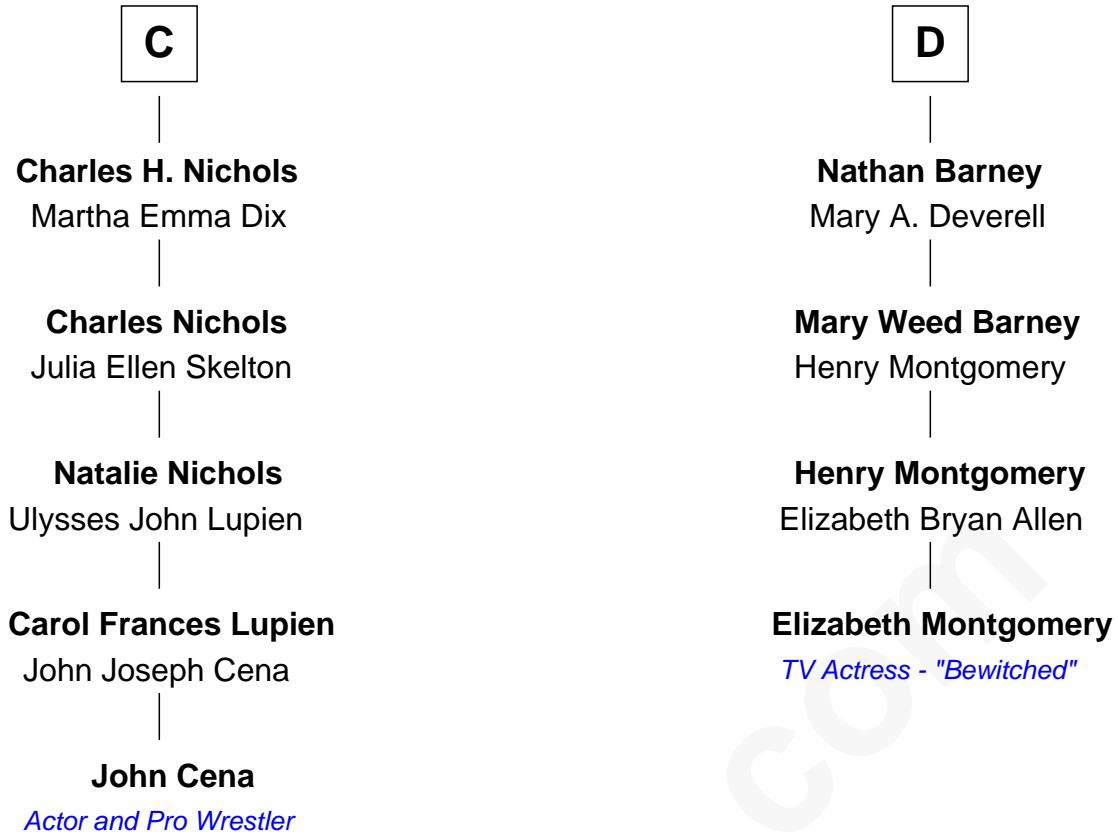 C
Charles H. Nichols
Martha Emma Dix
Charles Nichols
Julia Ellen Skelton
Natalie Nichols
Ulysses John Lupien
Carol Frances Lupien
John Joseph Cena
John Cena
Actor and Pro Wrestler
D
Nathan Barney
Mary A. Deverell
Mary Weed Barney
Henry Montgomery
Henry Montgomery
Elizabeth Bryan Allen
Elizabeth Montgomery
TV Actress - "Bewitched"
com